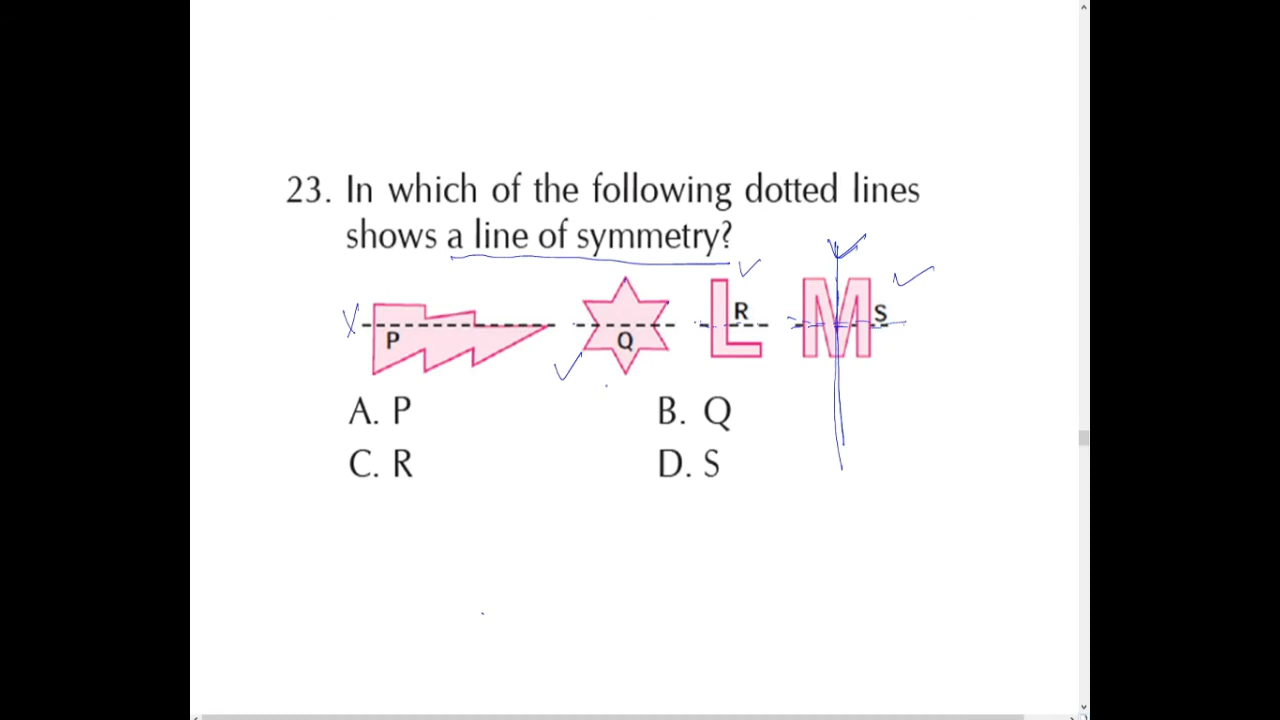 23. In which of the following dotted lines
shows a line of symmetry?
P
Q
L R
M S
A. P
B. Q
C. R
D. S